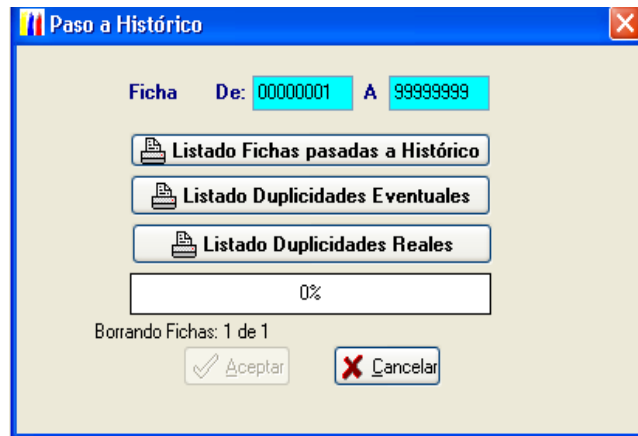 Paso a Histórico
Ficha De: 00000001 A 99999999
Listado Fichas pasadas a Histórico
Listado Duplicidades Eventuales
Listado Duplicidades Reales
0%
Borrando Fichas: 1 de 1
Aceptar Cancelar